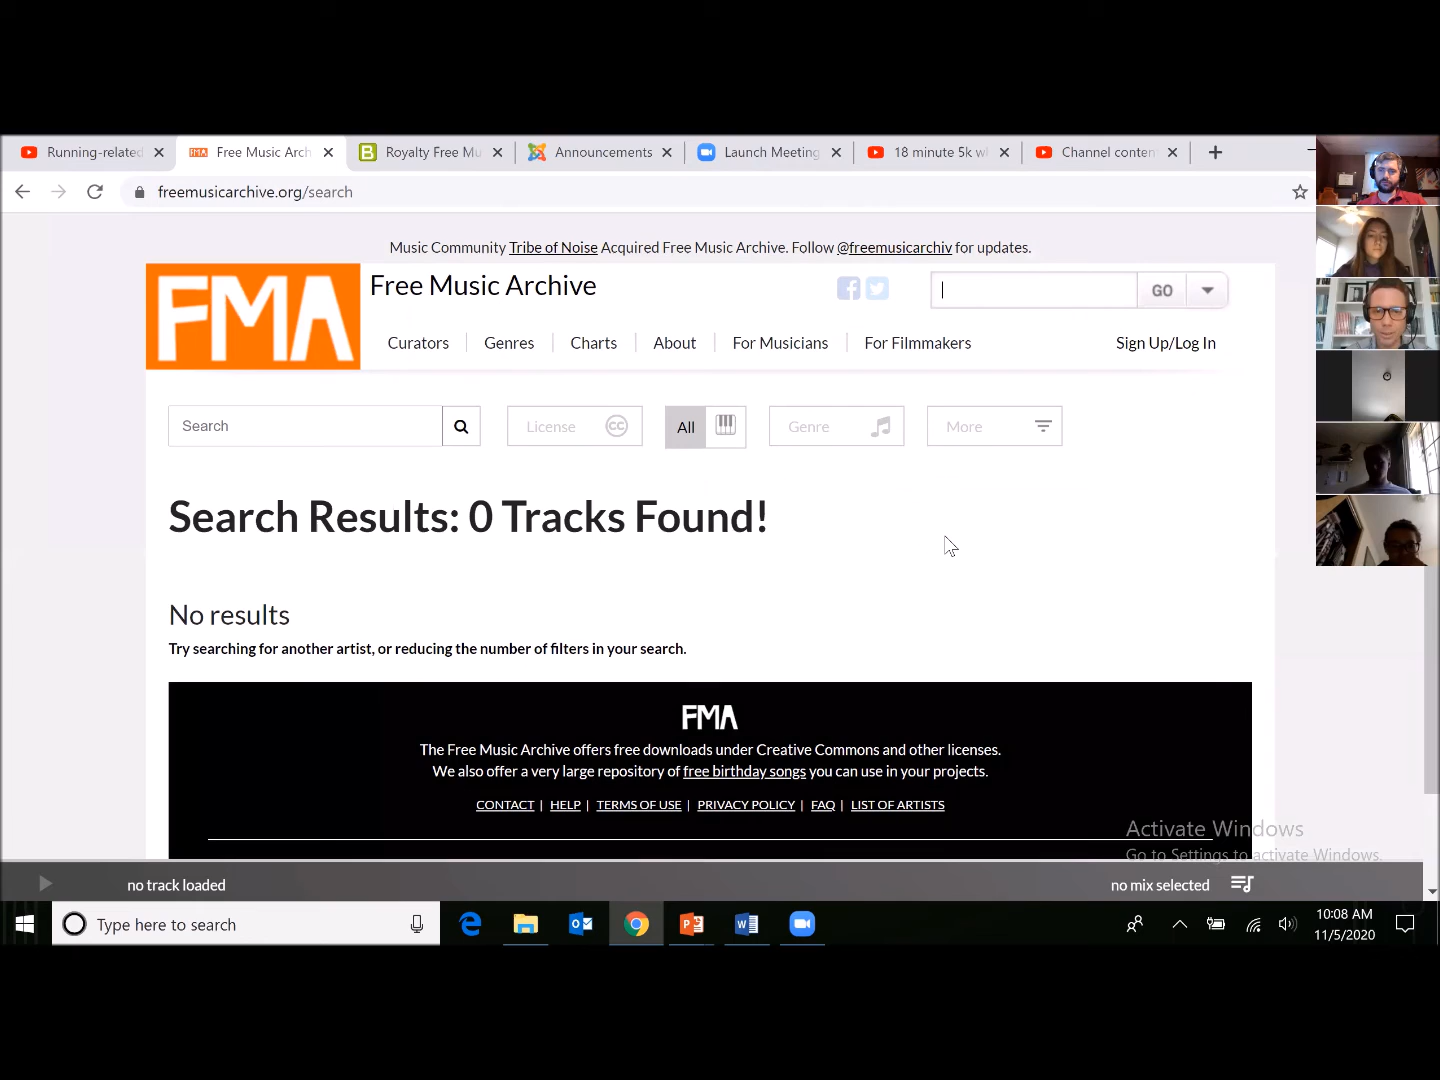 Running-related
Free Music Arch
Royalty Free Mu
Announcements
Launch Meeting
18 minute 5k wh
Channel conten
freemusicarchive.org/search
Music Community Tribe of Noise Acquired Free Music Archive. Follow @freemusicarchiv for updates.
FMA
Free Music Archive
GO
Curators
Genres
Charts
About
For Musicians
For Filmmakers
Sign Up/Log In
Search
License
CC
All
Genre
More
Search Results: 0 Tracks Found!
No results
Try searching for another artist, or reducing the number of filters in your search.
FMA
The Free Music Archive offers free downloads under Creative Commons and other licenses.
We also offer a very large repository of free birthday songs you can use in your projects.
CONTACT | HELP | TERMS OF USE | PRIVACY POLICY | FAQ | LIST OF ARTISTS
Activate Windows
Go to Settings to activate Windows.
no track loaded
no mix selected
Type here to search
10:08 AM
11/5/2020